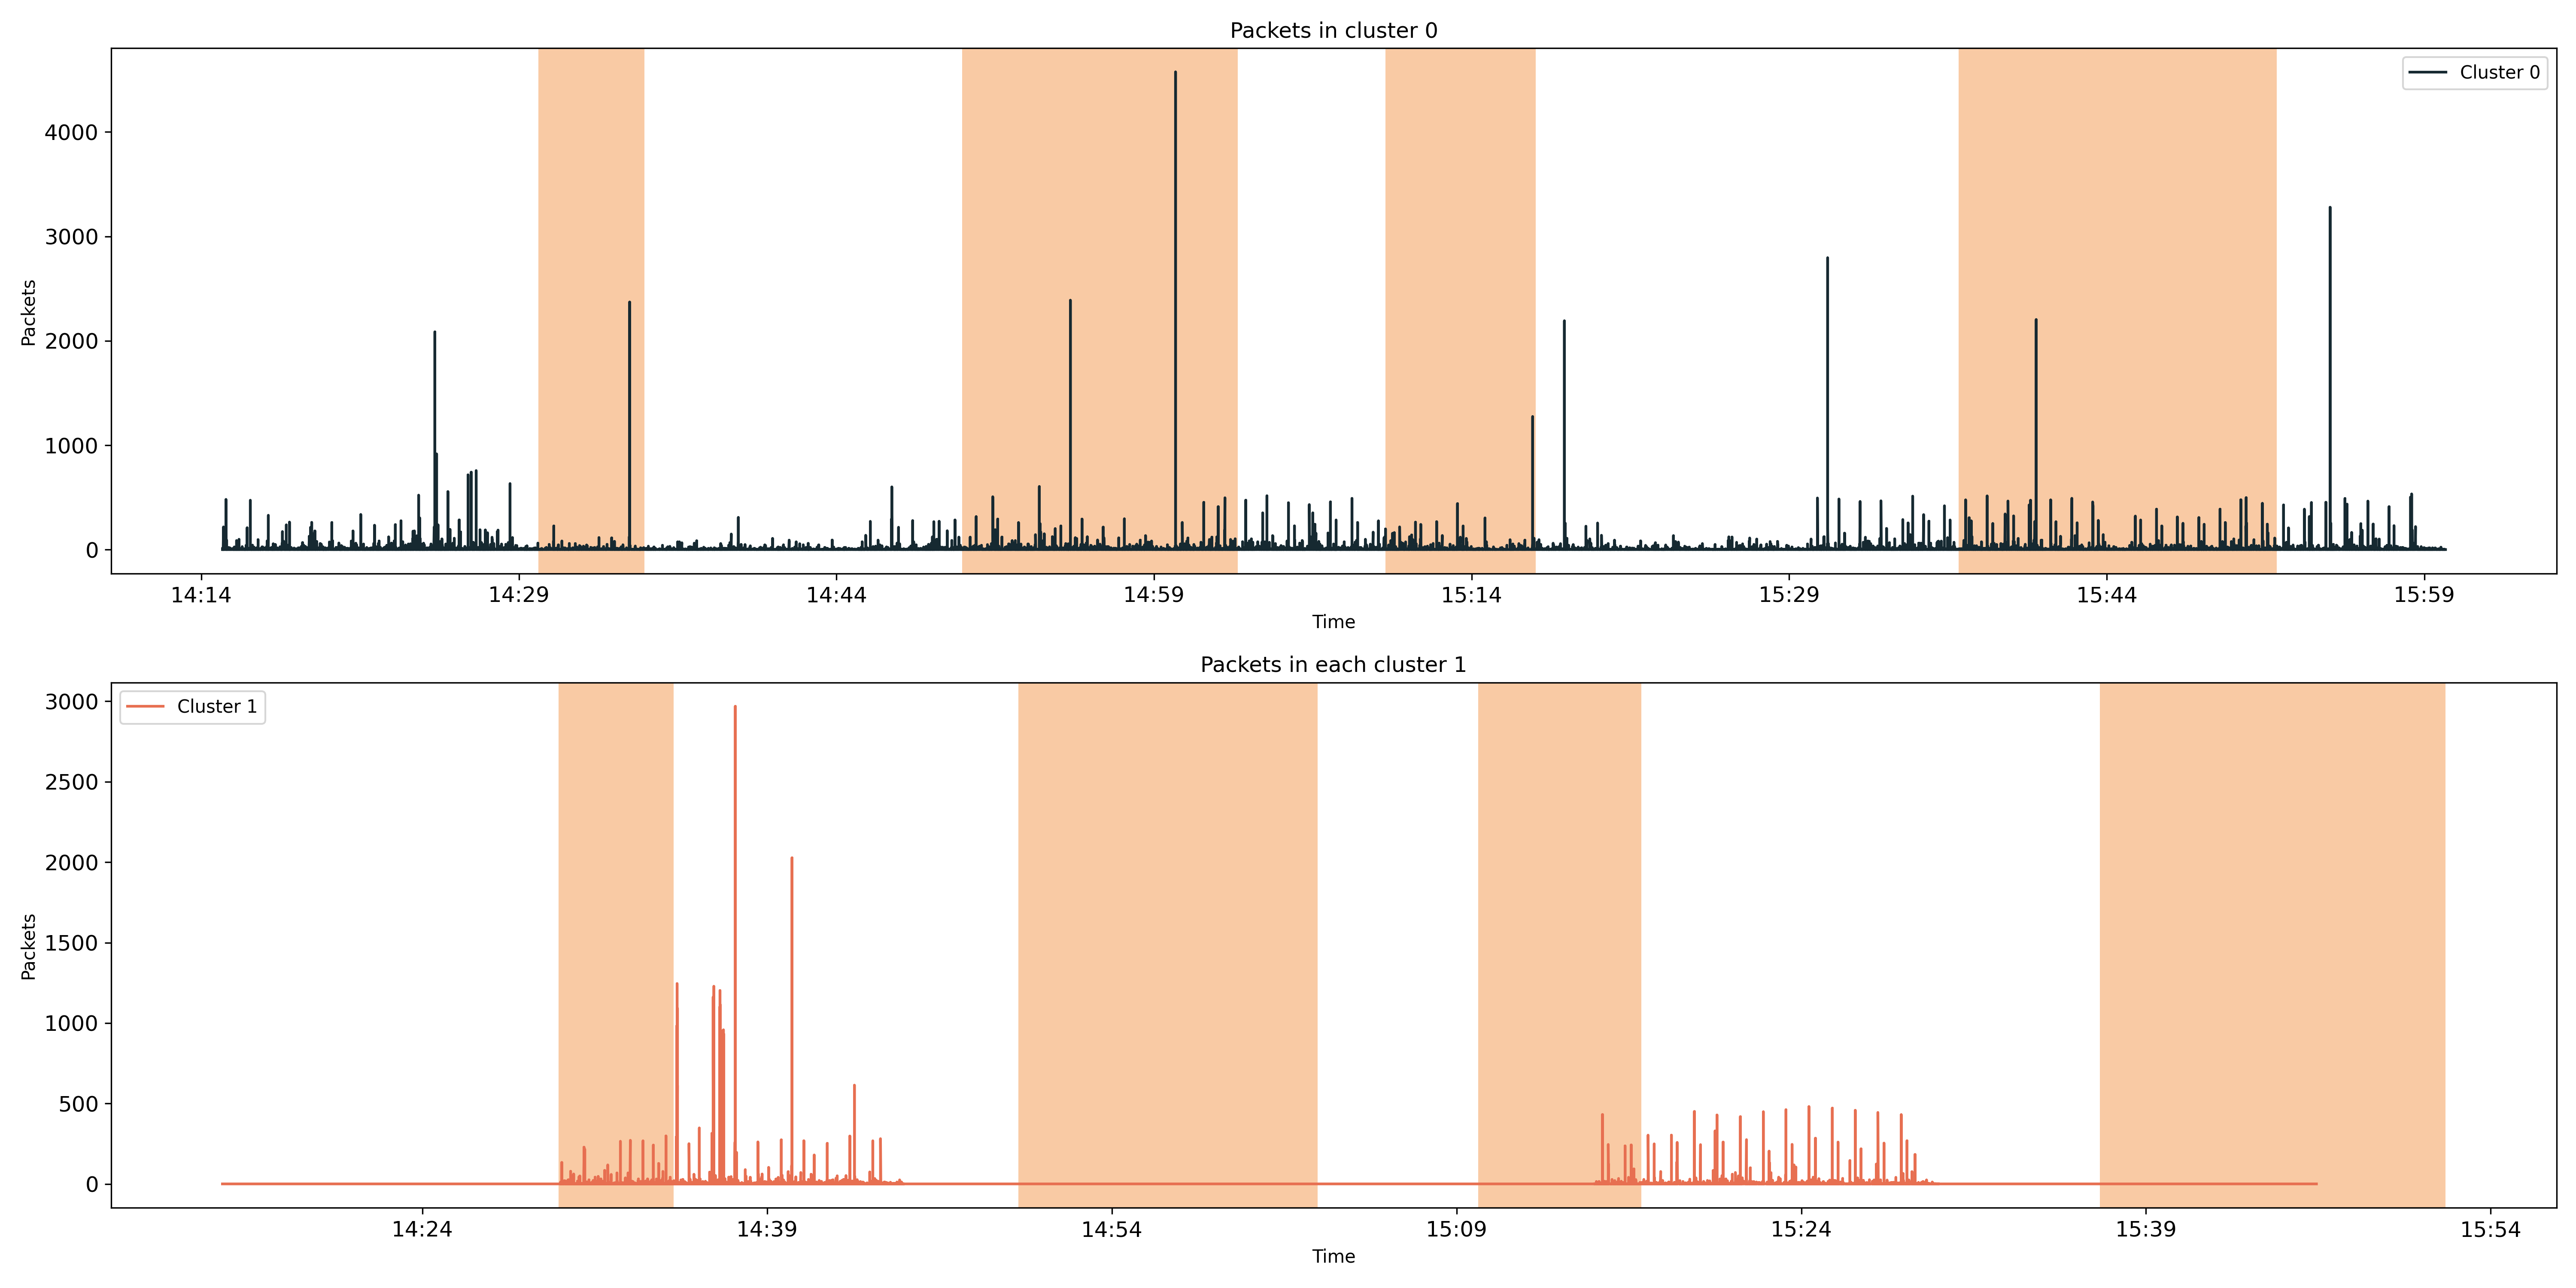 Packets in cluster 0
Cluster 0
4000
3000
2000
1000
0
Packets
14:14 14:29 14:44 14:59 15:14 15:29 15:44 15:59
Time
Packets in each cluster 1
Cluster 1
3000
2500
2000
1500
1000
500
0
Packets
14:24 14:39 14:54 15:09 15:24 15:39 15:54
Time